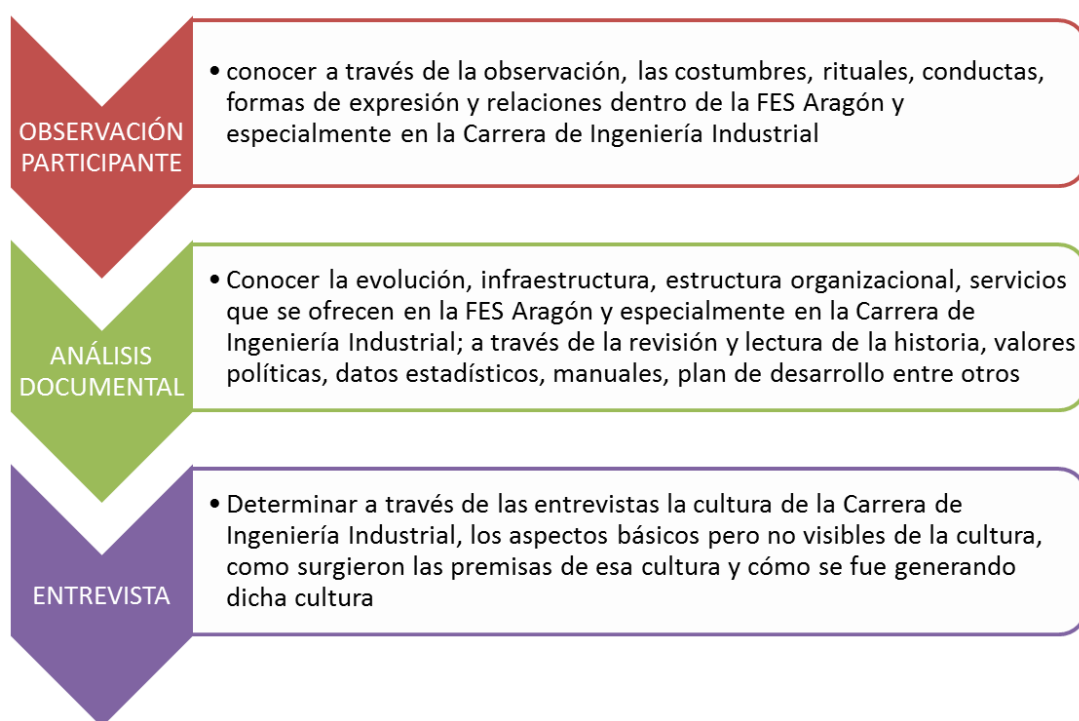 OBSERVACIÓN
PARTICIPANTE
• conocer a través de la observación, las costumbres, rituales, conductas,
formas de expresión y relaciones dentro de la FES Aragón y
especialmente en la Carrera de Ingeniería Industrial
ANÁLISIS
DOCUMENTAL
• Conocer la evolución, infraestructura, estructura organizacional, servicios
que se ofrecen en la FES Aragón y especialmente en la Carrera de
Ingeniería Industrial; a través de la revisión y lectura de la historia, valores
políticas, datos estadísticos, manuales, plan de desarrollo entre otros
ENTREVISTA
• Determinar a través de las entrevistas la cultura de la Carrera de
Ingeniería Industrial, los aspectos básicos pero no visibles de la cultura,
como surgieron las premisas de esa cultura y cómo se fue generando
dicha cultura